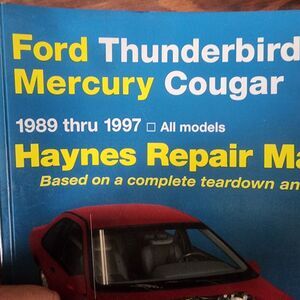 Ford Thunderbird
Mercury Cougar
1989 thru 1997 □ All models
Haynes Repair Ma
Based on a complete teardown an